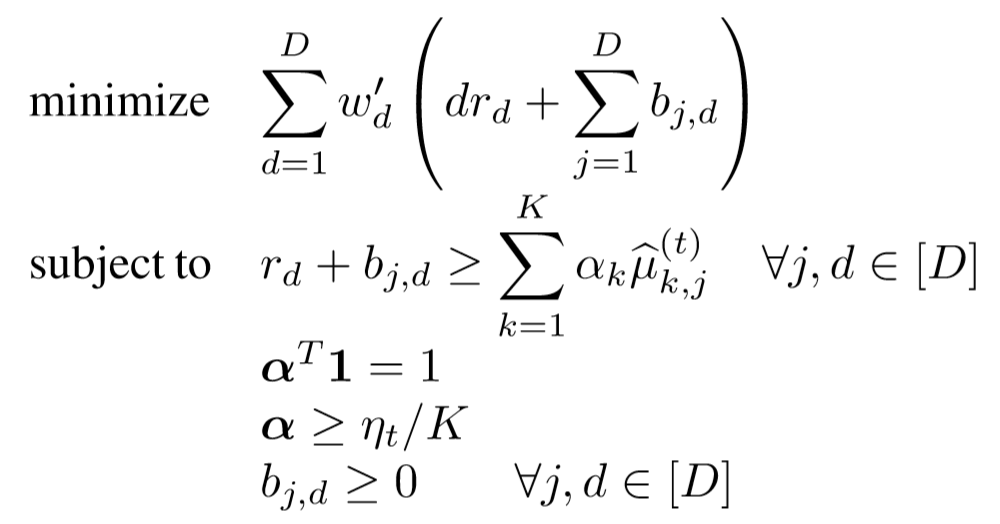 minimize $\sum_{d=1}^{D} w'_d \left( d r_d + \sum_{j=1}^{D} b_{j,d} \right)$
subject to $r_d + b_{j,d} \geq \sum_{k=1}^{K} \alpha_k \widehat{\mu}_{k,j}^{(t)} \quad \forall j, d \in [D]$
$\boldsymbol{\alpha}^T \mathbf{1} = 1$
$\boldsymbol{\alpha} \geq \eta_t / K$
$b_{j,d} \geq 0 \quad \forall j, d \in [D]$